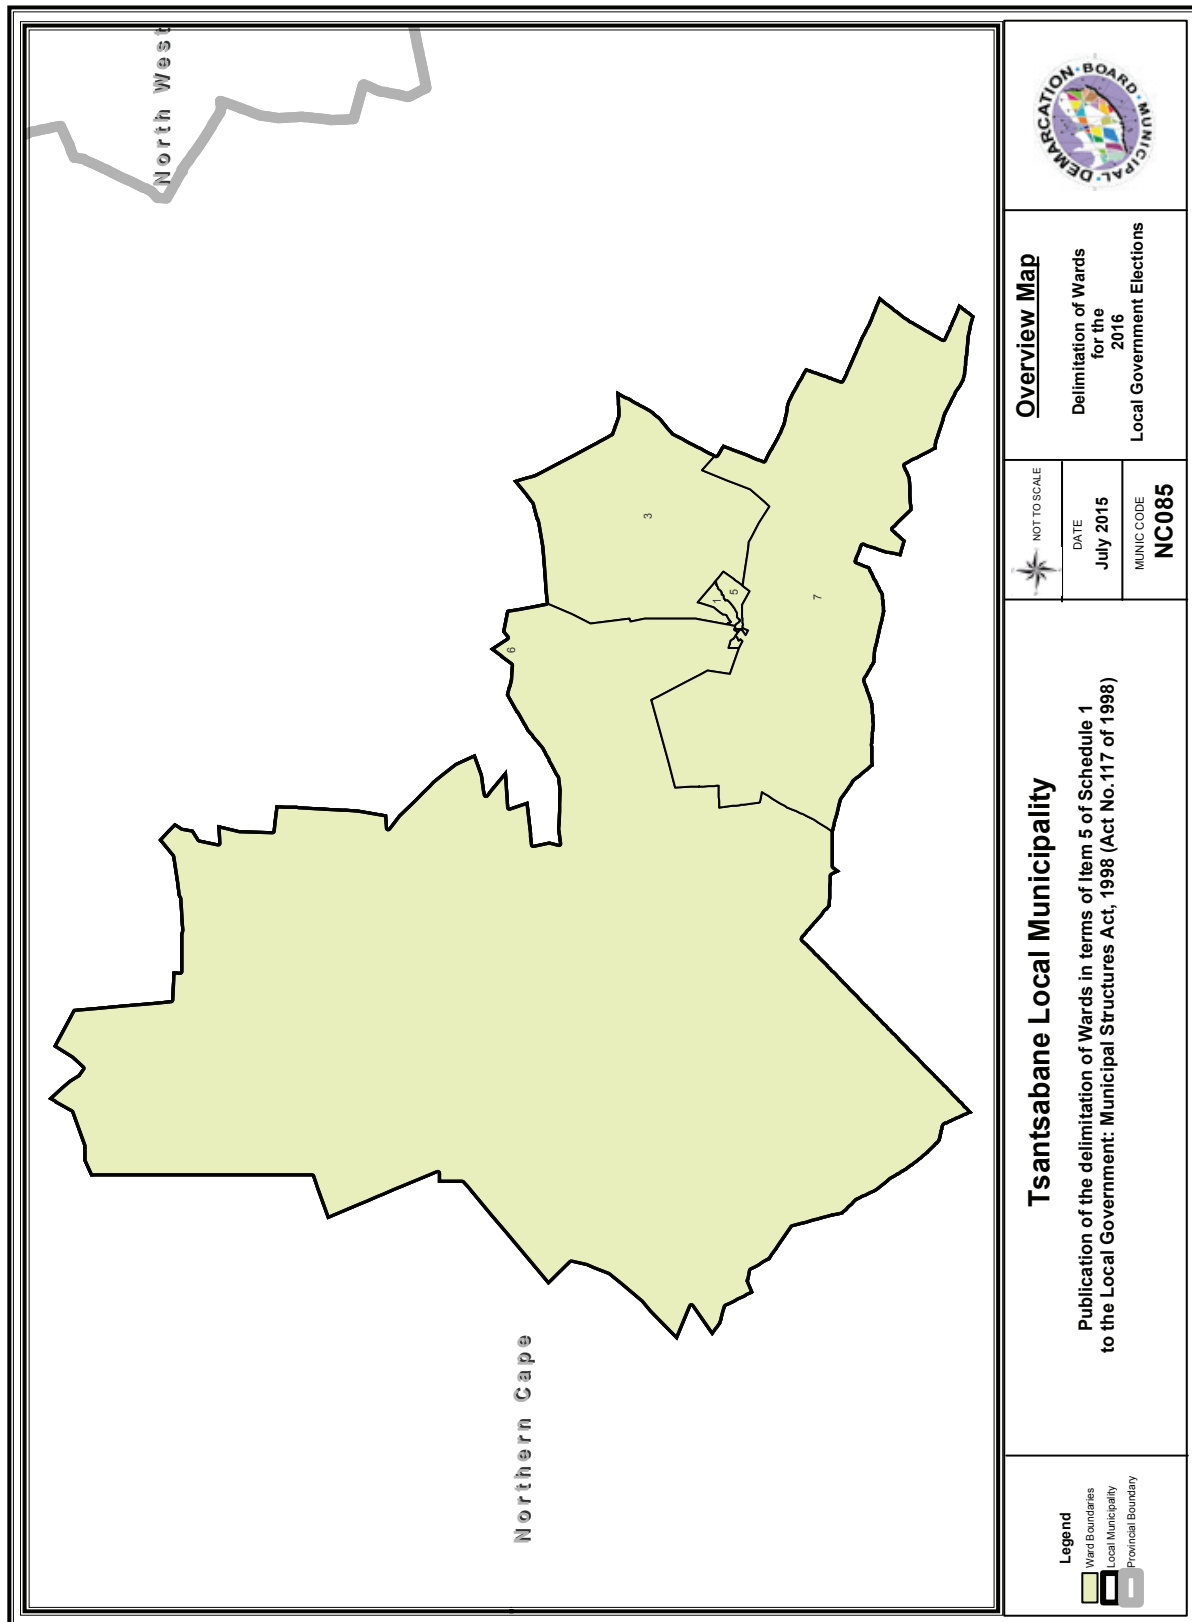 North West
Northern Cape
3
1
5
7
6
Legend
Ward Boundaries
Local Municipality
Provincial Boundary
Tsantsabane Local Municipality
Publication of the delimitation of Wards in terms of Item 5 of Schedule 1
to the Local Government: Municipal Structures Act, 1998 (Act No.117 of 1998)
NOT TO SCALE
DATE
July 2015
MUNIC CODE
NC085
Overview Map
Delimitation of Wards
for the
2016
Local Government Elections
MUNICIPAL DEMARCATION BOARD